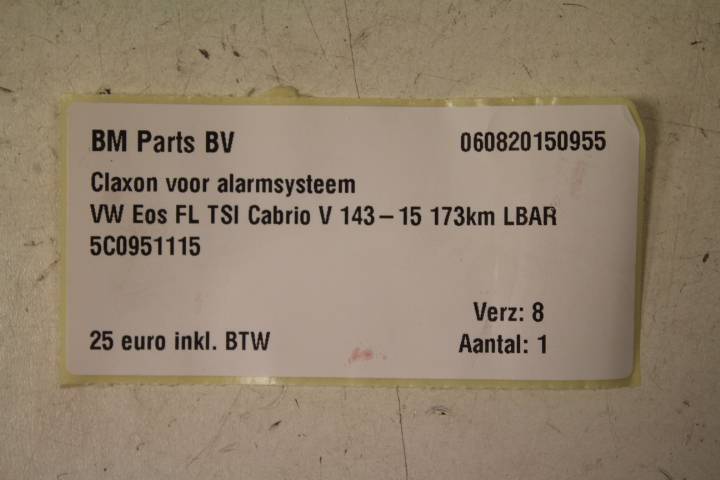 BM Parts BV 060820150955
Claxon voor alarmsysteem
VW Eos FL TSI Cabrio V 143-15 173km LBAR
5C0951115
Verz: 8
25 euro inkl. BTW Aantal: 1